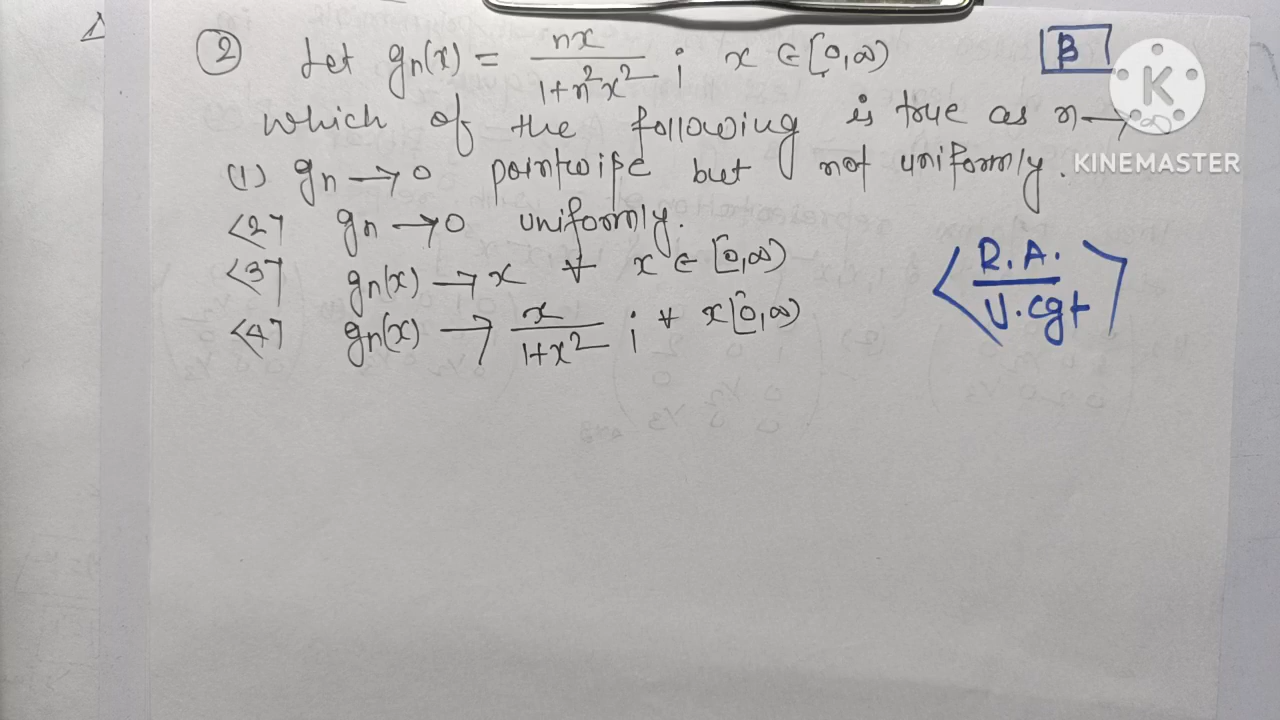 ② Let gn(x) = nx / 1+n²x² ; x ∈ [0,∞) B
which of the following is true as n→∞
KINEMASTER
(1) gn → 0 pointwise but not uniformly.
<2> gn → 0 uniformly.
<3> gn(x) → x ∀ x ∈ [0,∞)
<4> gn(x) → x / 1+x² ; ∀ x[0,∞)
R.A.
U.cgt